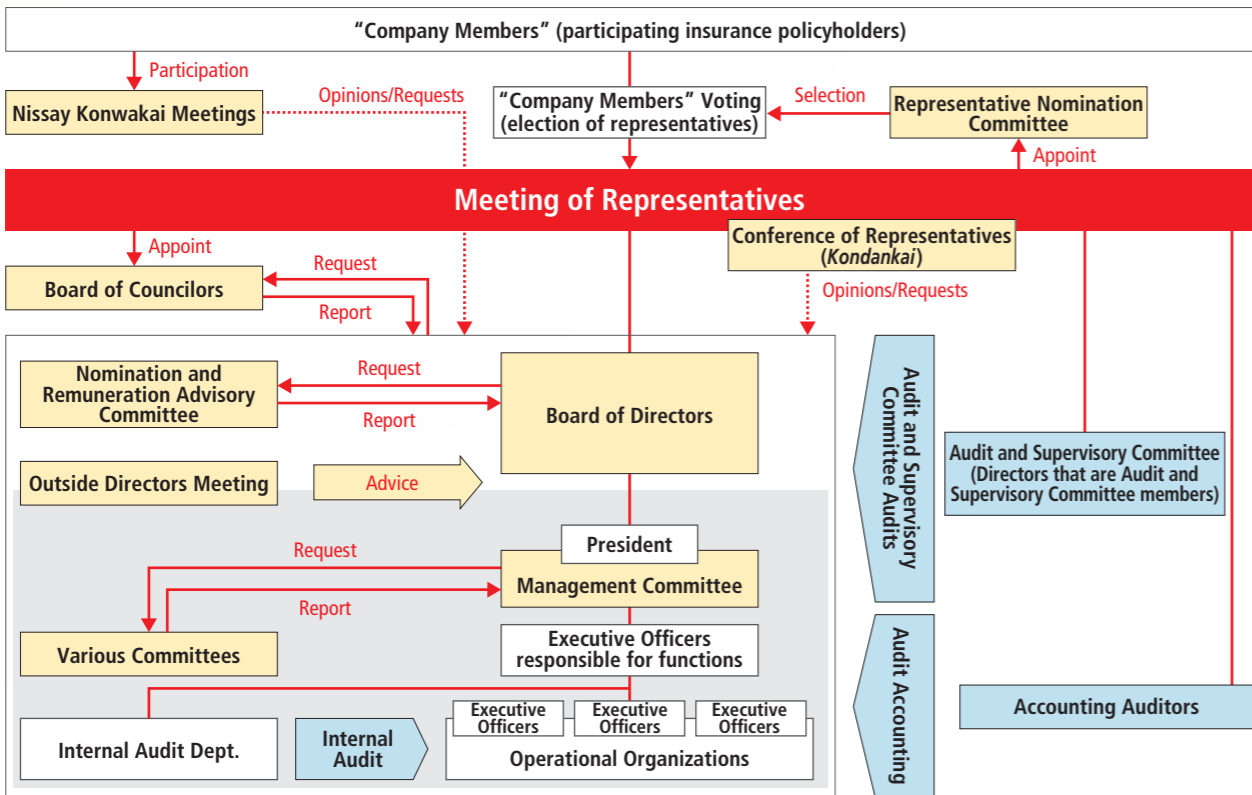 “Company Members” (participating insurance policyholders)
Participation
Nissay Konwakai Meetings
Opinions/Requests
“Company Members” Voting
(election of representatives)
Selection
Representative Nomination
Committee
Appoint
Meeting of Representatives
Appoint
Board of Councilors
Request
Report
Conference of Representatives
(Kondankai)
Opinions/Requests
Nomination and
Remuneration Advisory
Committee
Request
Report
Board of Directors
Outside Directors Meeting
Advice
Audit and Supervisory
Committee Audits
Audit and Supervisory Committee
(Directors that are Audit and
Supervisory Committee members)
President
Management Committee
Request
Report
Various Committees
Executive Officers
responsible for functions
Internal Audit Dept.
Internal
Audit
Executive
Officers
Executive
Officers
Executive
Officers
Operational Organizations
Audit Accounting
Accounting Auditors